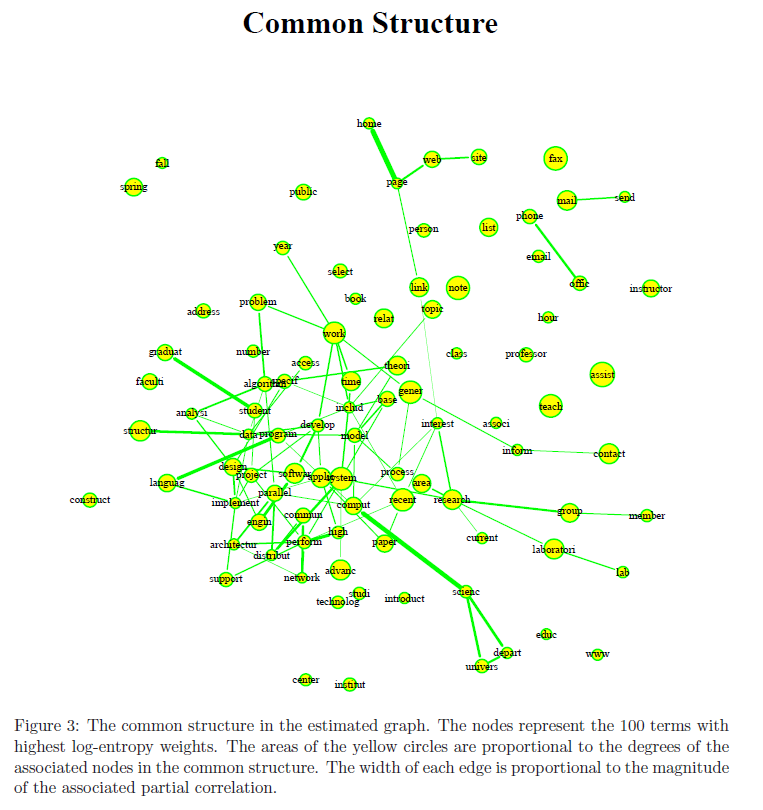 Common Structure
home
fall
web
site
fax
spring
public
page
mail
send
phone
person
list
year
email
select
link
note
offic
instructor
book
problem
topic
address
relat
hour
work
graduat
number
class
professor
access
theori
faculti
algorithm
specif
time
assist
gener
base
includ
teach
analysi
student
develop
interest
associ
structur
data
program
model
inform
contact
design
project
softwar
applic
system
process
area
languag
construct
implement
parallel
comput
recent
research
group
member
engin
commun
high
current
architectur
perform
paper
distribut
laboratori
support
network
advanc
lab
studi
technolog
introduct
scienc
educ
depart
www
univers
center
institut
Figure 3: The common structure in the estimated graph. The nodes represent the 100 terms with
highest log-entropy weights. The areas of the yellow circles are proportional to the degrees of the
associated nodes in the common structure. The width of each edge is proportional to the magnitude
of the associated partial correlation.